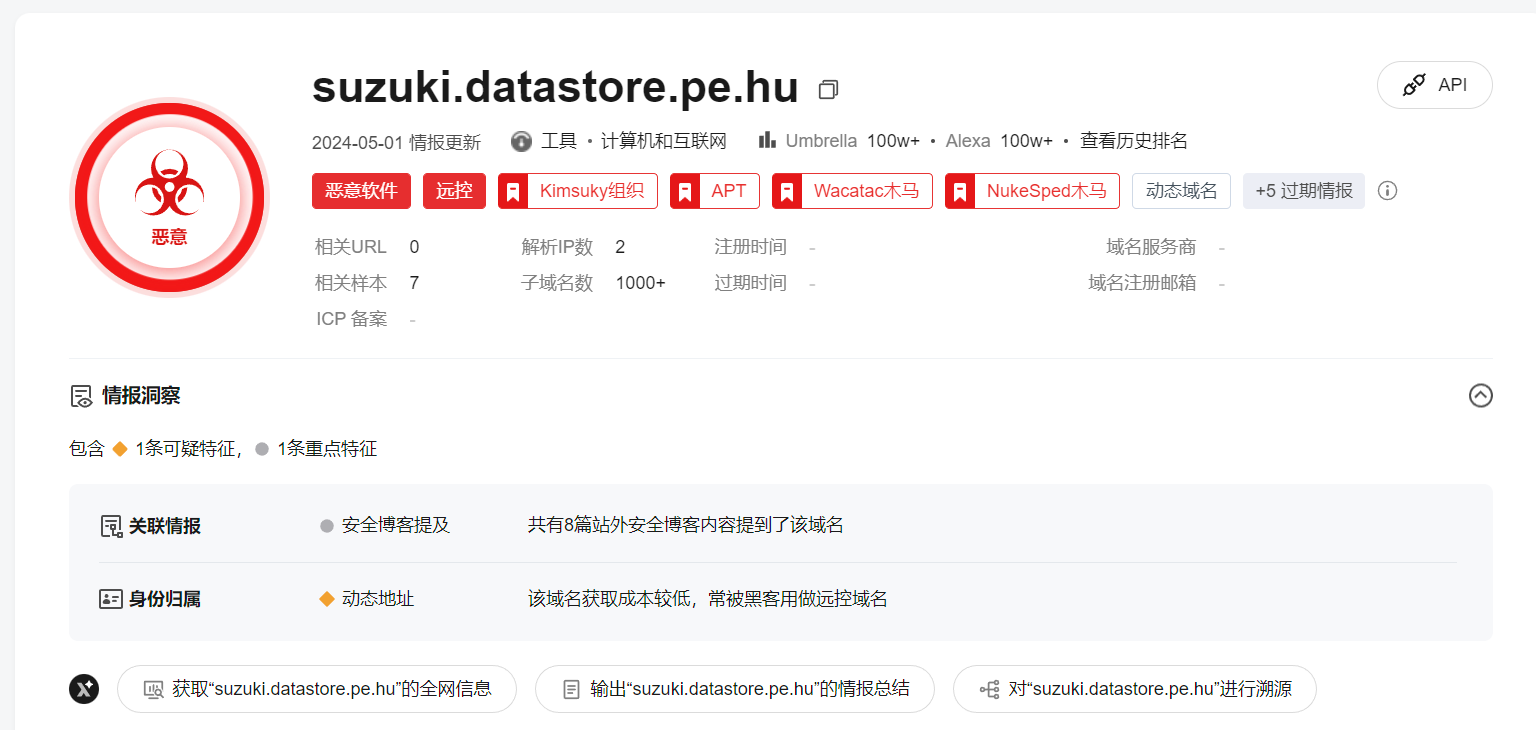 suzuki.datastore.pe.hu
API
2024-05-01 情报更新 工具 · 计算机和互联网 Umbrella 100w+ • Alexa 100w+ • 查看历史排名
恶意软件 远控 Kimsuky组织 APT Wacatac木马 NukeSped木马 动态域名 +5 过期情报
恶意
相关URL 0 解析IP数 2 注册时间 - 域名服务商 -
相关样本 7 子域名数 1000+ 过期时间 - 域名注册邮箱 -
ICP 备案 -
情报洞察
包含 1条可疑特征， 1条重点特征
关联情报 安全博客提及 共有8篇站外安全博客内容提到了该域名
身份归属 动态地址 该域名获取成本较低，常被黑客用做远控域名
X 获取“suzuki.datastore.pe.hu”的全网信息 输出“suzuki.datastore.pe.hu”的情报总结 对“suzuki.datastore.pe.hu”进行溯源